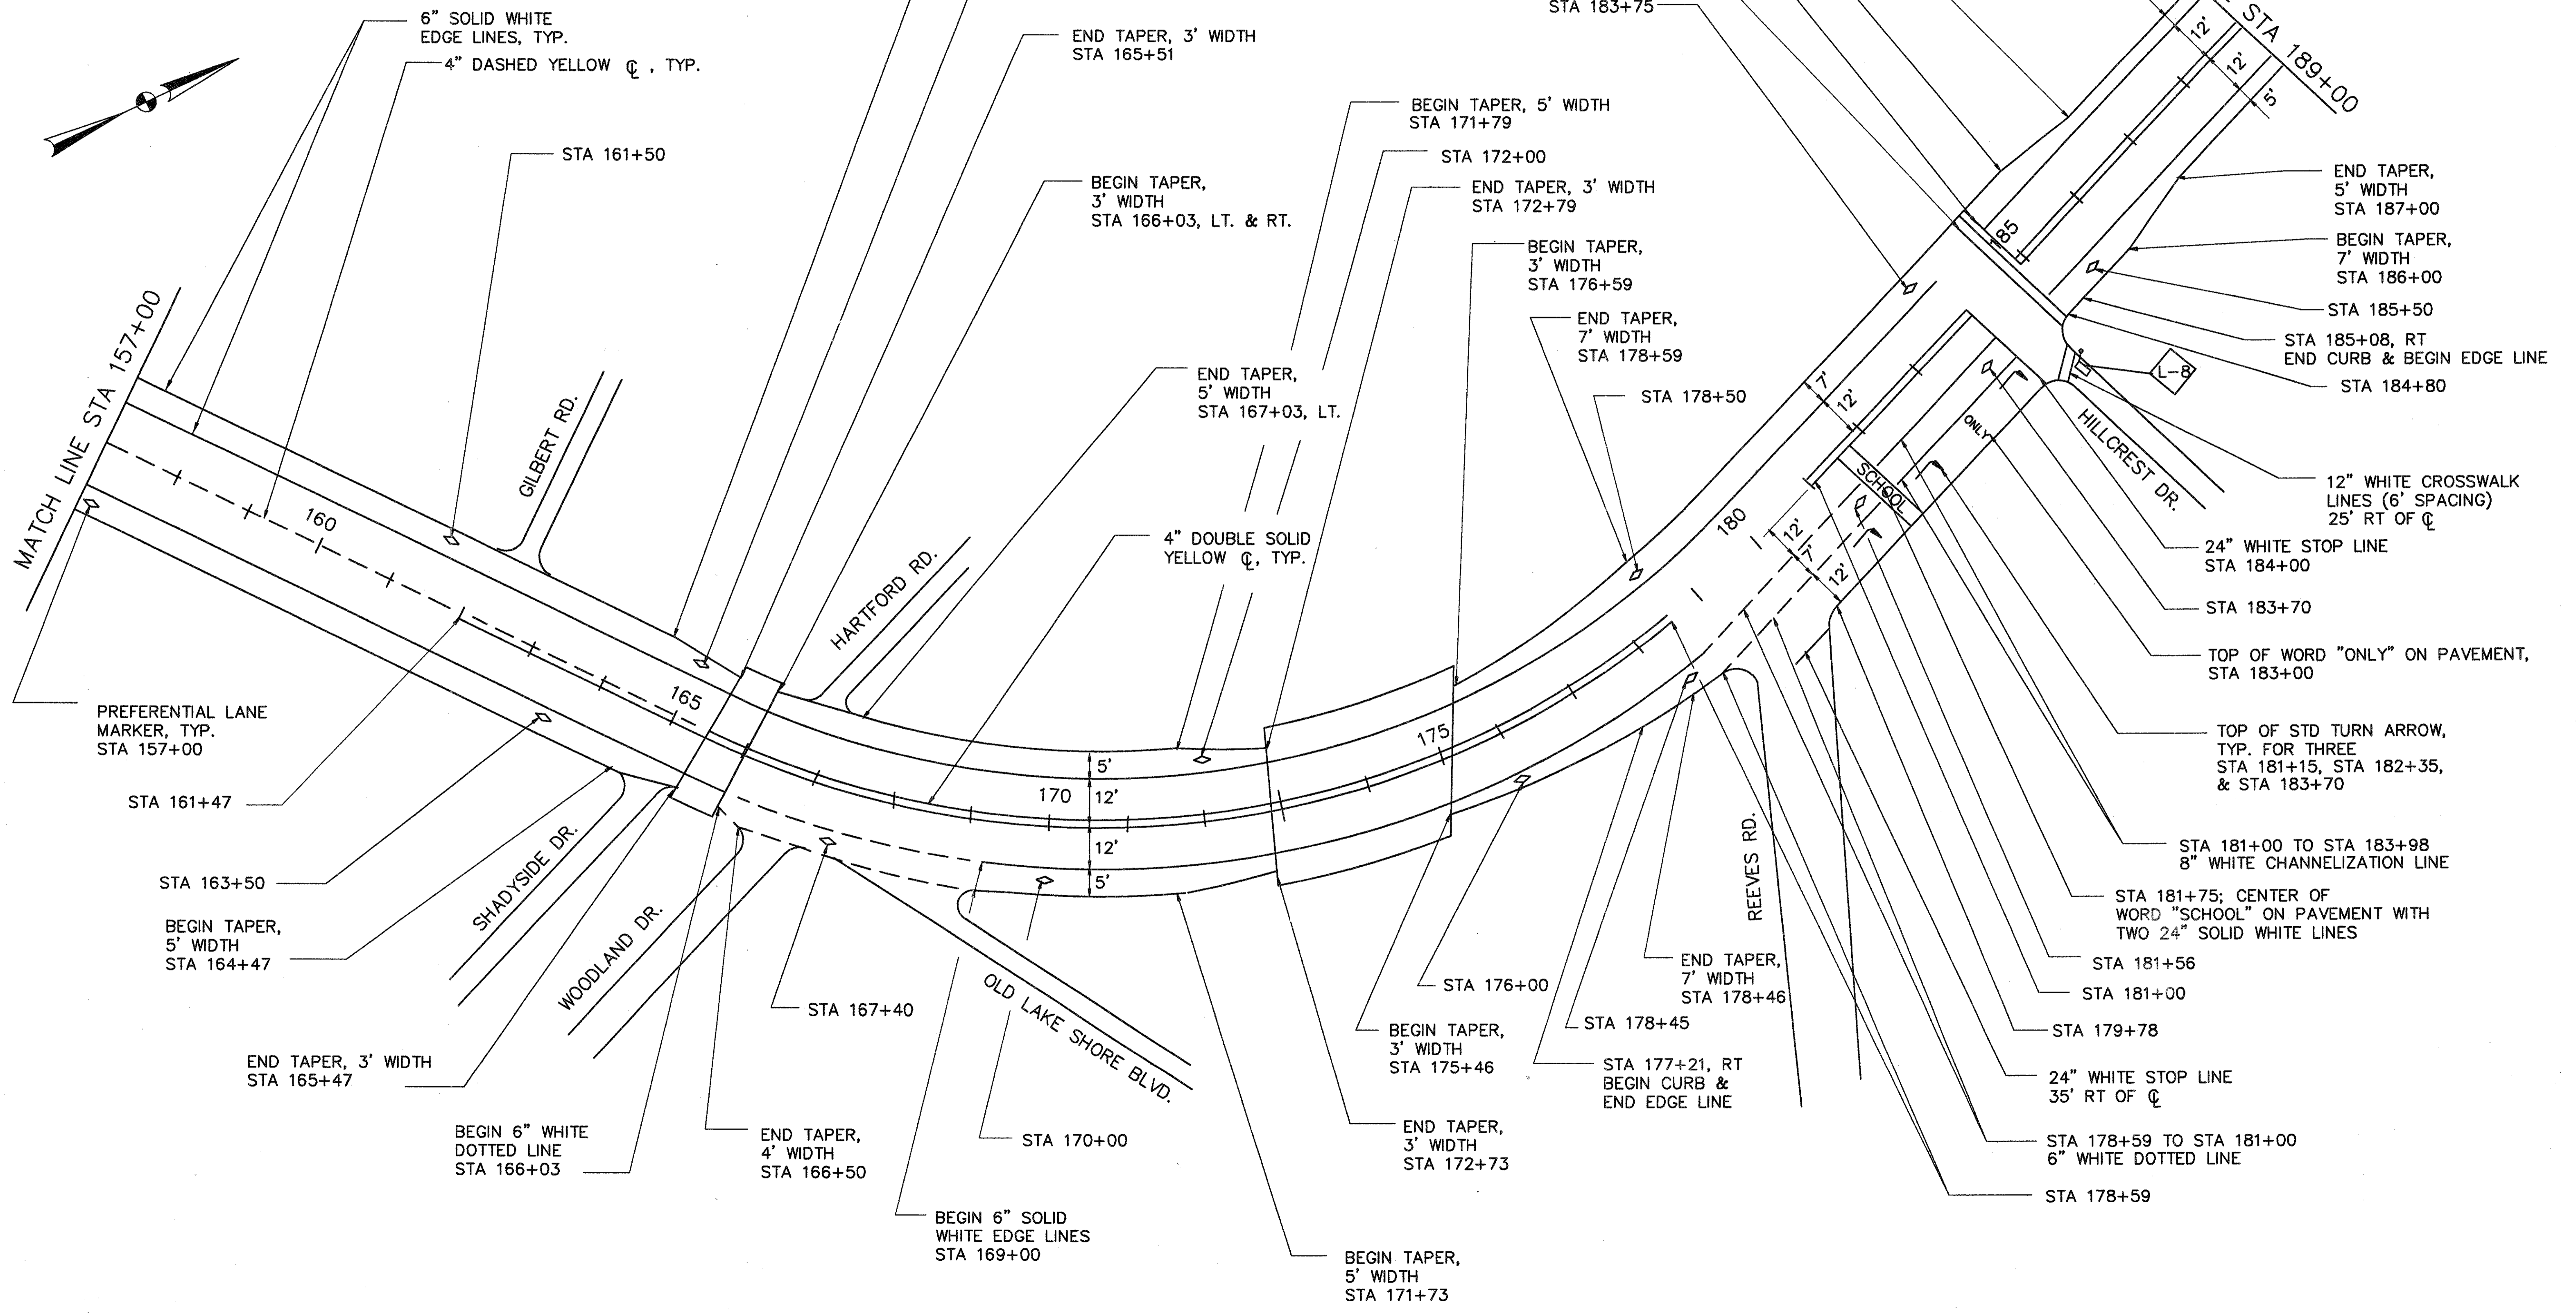 6" SOLID WHITE
EDGE LINES, TYP.
4" DASHED YELLOW ℄ , TYP.
STA 161+50
END TAPER, 3' WIDTH
STA 165+51
BEGIN TAPER,
3' WIDTH
STA 166+03, LT. & RT.
BEGIN TAPER, 5' WIDTH
STA 171+79
STA 172+00
END TAPER, 3' WIDTH
STA 172+79
BEGIN TAPER,
3' WIDTH
STA 176+59
END TAPER,
7' WIDTH
STA 178+59
STA 178+50
END TAPER,
5' WIDTH
STA 167+03, LT.
4" DOUBLE SOLID
YELLOW ℄, TYP.
STA 183+75
STA 189+00
12'
12'
5'
END TAPER,
5' WIDTH
STA 187+00
BEGIN TAPER,
7' WIDTH
STA 186+00
STA 185+50
STA 185+08, RT
END CURB & BEGIN EDGE LINE
STA 184+80
L-8
12" WHITE CROSSWALK
LINES (6' SPACING)
25' RT OF ℄
24" WHITE STOP LINE
STA 184+00
STA 183+70
TOP OF WORD "ONLY" ON PAVEMENT,
STA 183+00
TOP OF STD TURN ARROW,
TYP. FOR THREE
STA 181+15, STA 182+35,
& STA 183+70
STA 181+00 TO STA 183+98
8" WHITE CHANNELIZATION LINE
STA 181+75; CENTER OF
WORD "SCHOOL" ON PAVEMENT WITH
TWO 24" SOLID WHITE LINES
STA 181+56
STA 181+00
STA 179+78
24" WHITE STOP LINE
35' RT OF ℄
STA 178+59 TO STA 181+00
6" WHITE DOTTED LINE
STA 178+59
MATCH LINE STA 157+00
160
165
170
175
180
185
GILBERT RD.
HARTFORD RD.
HILLCREST DR.
REEVES RD.
SHADYSIDE DR.
WOODLAND DR.
OLD LAKE SHORE BLVD.
SCHOOL
ONLY
7'
12'
12'
7'
12'
5'
12'
12'
5'
PREFERENTIAL LANE
MARKER, TYP.
STA 157+00
STA 161+47
STA 163+50
BEGIN TAPER,
5' WIDTH
STA 164+47
END TAPER, 3' WIDTH
STA 165+47
BEGIN 6" WHITE
DOTTED LINE
STA 166+03
END TAPER,
4' WIDTH
STA 166+50
STA 167+40
STA 170+00
BEGIN 6" SOLID
WHITE EDGE LINES
STA 169+00
BEGIN TAPER,
5' WIDTH
STA 171+73
END TAPER,
3' WIDTH
STA 172+73
BEGIN TAPER,
3' WIDTH
STA 175+46
STA 176+00
STA 178+45
STA 177+21, RT
BEGIN CURB &
END EDGE LINE
END TAPER,
7' WIDTH
STA 178+46